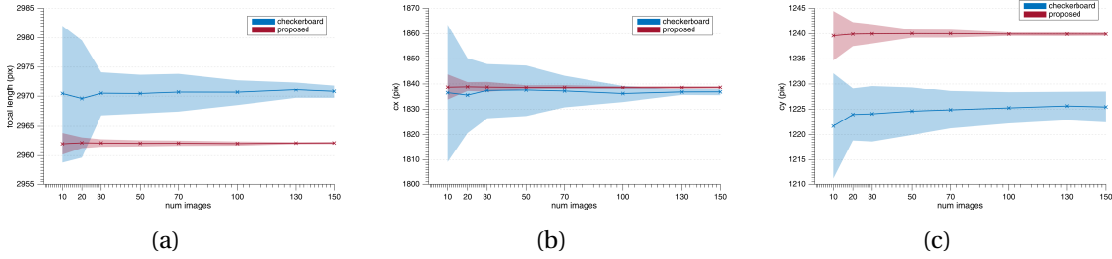 2985
2980
2975
2970
2965
2960
2955
focal length (pix)
10 20 30 50 70 100 130 150
num images
checkerboard
proposed
(a)
1870
1860
1850
1840
1830
1820
1810
1800
cx (pix)
10 20 30 50 70 100 130 150
num images
checkerboard
proposed
(b)
1245
1240
1235
1230
1225
1220
1215
1210
cy (pix)
10 20 30 50 70 100 130 150
num images
checkerboard
proposed
(c)